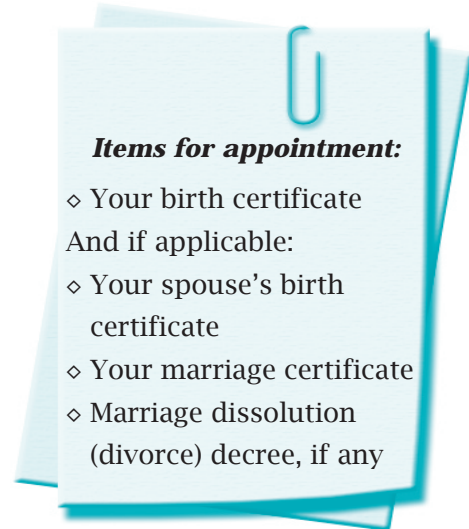 Items for appointment:
⋄ Your birth certificate
And if applicable:
⋄ Your spouse’s birth
certificate
⋄ Your marriage certificate
⋄ Marriage dissolution
(divorce) decree, if any